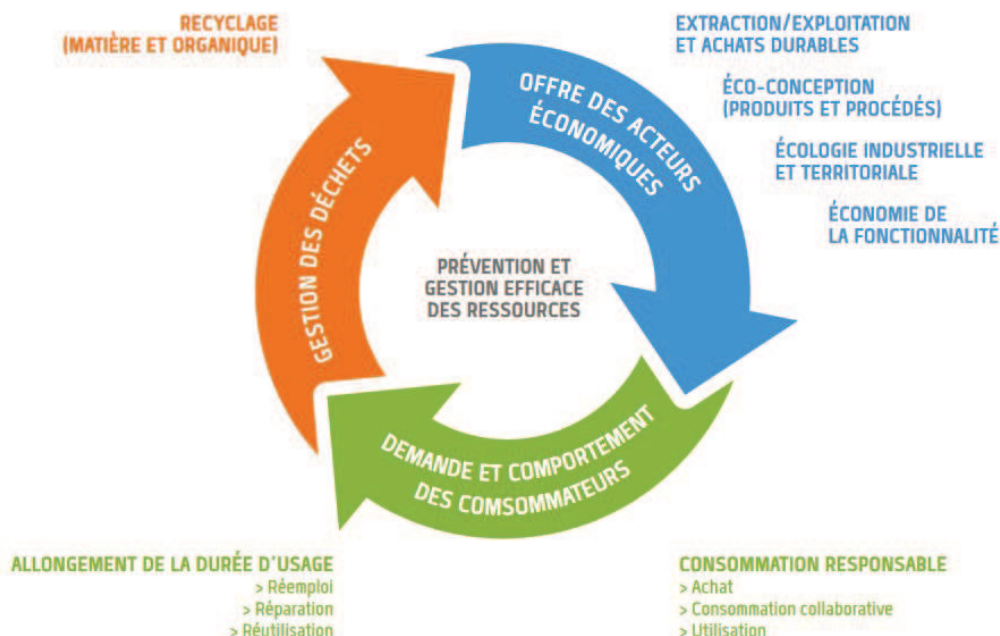 RECYCLAGE
(MATIÈRE ET ORGANIQUE)
EXTRACTION/EXPLOITATION
ET ACHATS DURABLES
ÉCO-CONCEPTION
(PRODUITS ET PROCÉDÉS)
ÉCOLOGIE INDUSTRIELLE
ET TERRITORIALE
ÉCONOMIE DE
LA FONCTIONNALITÉ
OFFRE DES ACTEURS
ÉCONOMIQUES
GESTION DES DÉCHETS
PRÉVENTION ET
GESTION EFFICACE
DES RESSOURCES
DEMANDE ET COMPORTEMENT
DES COMSOMMATEURS
ALLONGEMENT DE LA DURÉE D'USAGE
> Réemploi
> Réparation
> Réutilisation
CONSOMMATION RESPONSABLE
> Achat
> Consommation collaborative
> Utilisation